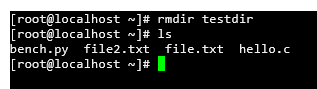 [root@localhost ~]# rmdir testdir
[root@localhost ~]# ls
bench.py  file2.txt  file.txt  hello.c
[root@localhost ~]#